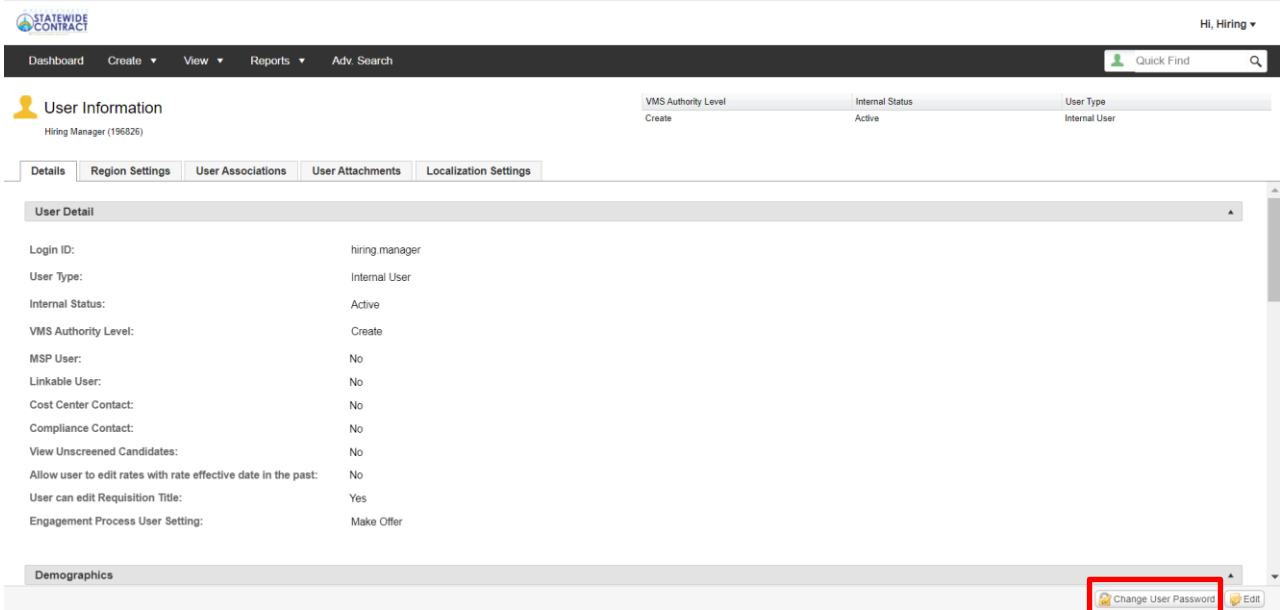 STATEWIDE
CONTRACT
Hi, Hiring ▾
Dashboard Create ▾ View ▾ Reports ▾ Adv. Search Quick Find
User Information
Hiring Manager (196826)
VMS Authority Level Internal Status User Type
Create Active Internal User
Details Region Settings User Associations User Attachments Localization Settings
User Detail
Login ID: hiring.manager
User Type: Internal User
Internal Status: Active
VMS Authority Level: Create
MSP User: No
Linkable User: No
Cost Center Contact: No
Compliance Contact: No
View Unscreened Candidates: No
Allow user to edit rates with rate effective date in the past: No
User can edit Requisition Title: Yes
Engagement Process User Setting: Make Offer
Demographics
Change User Password Edit